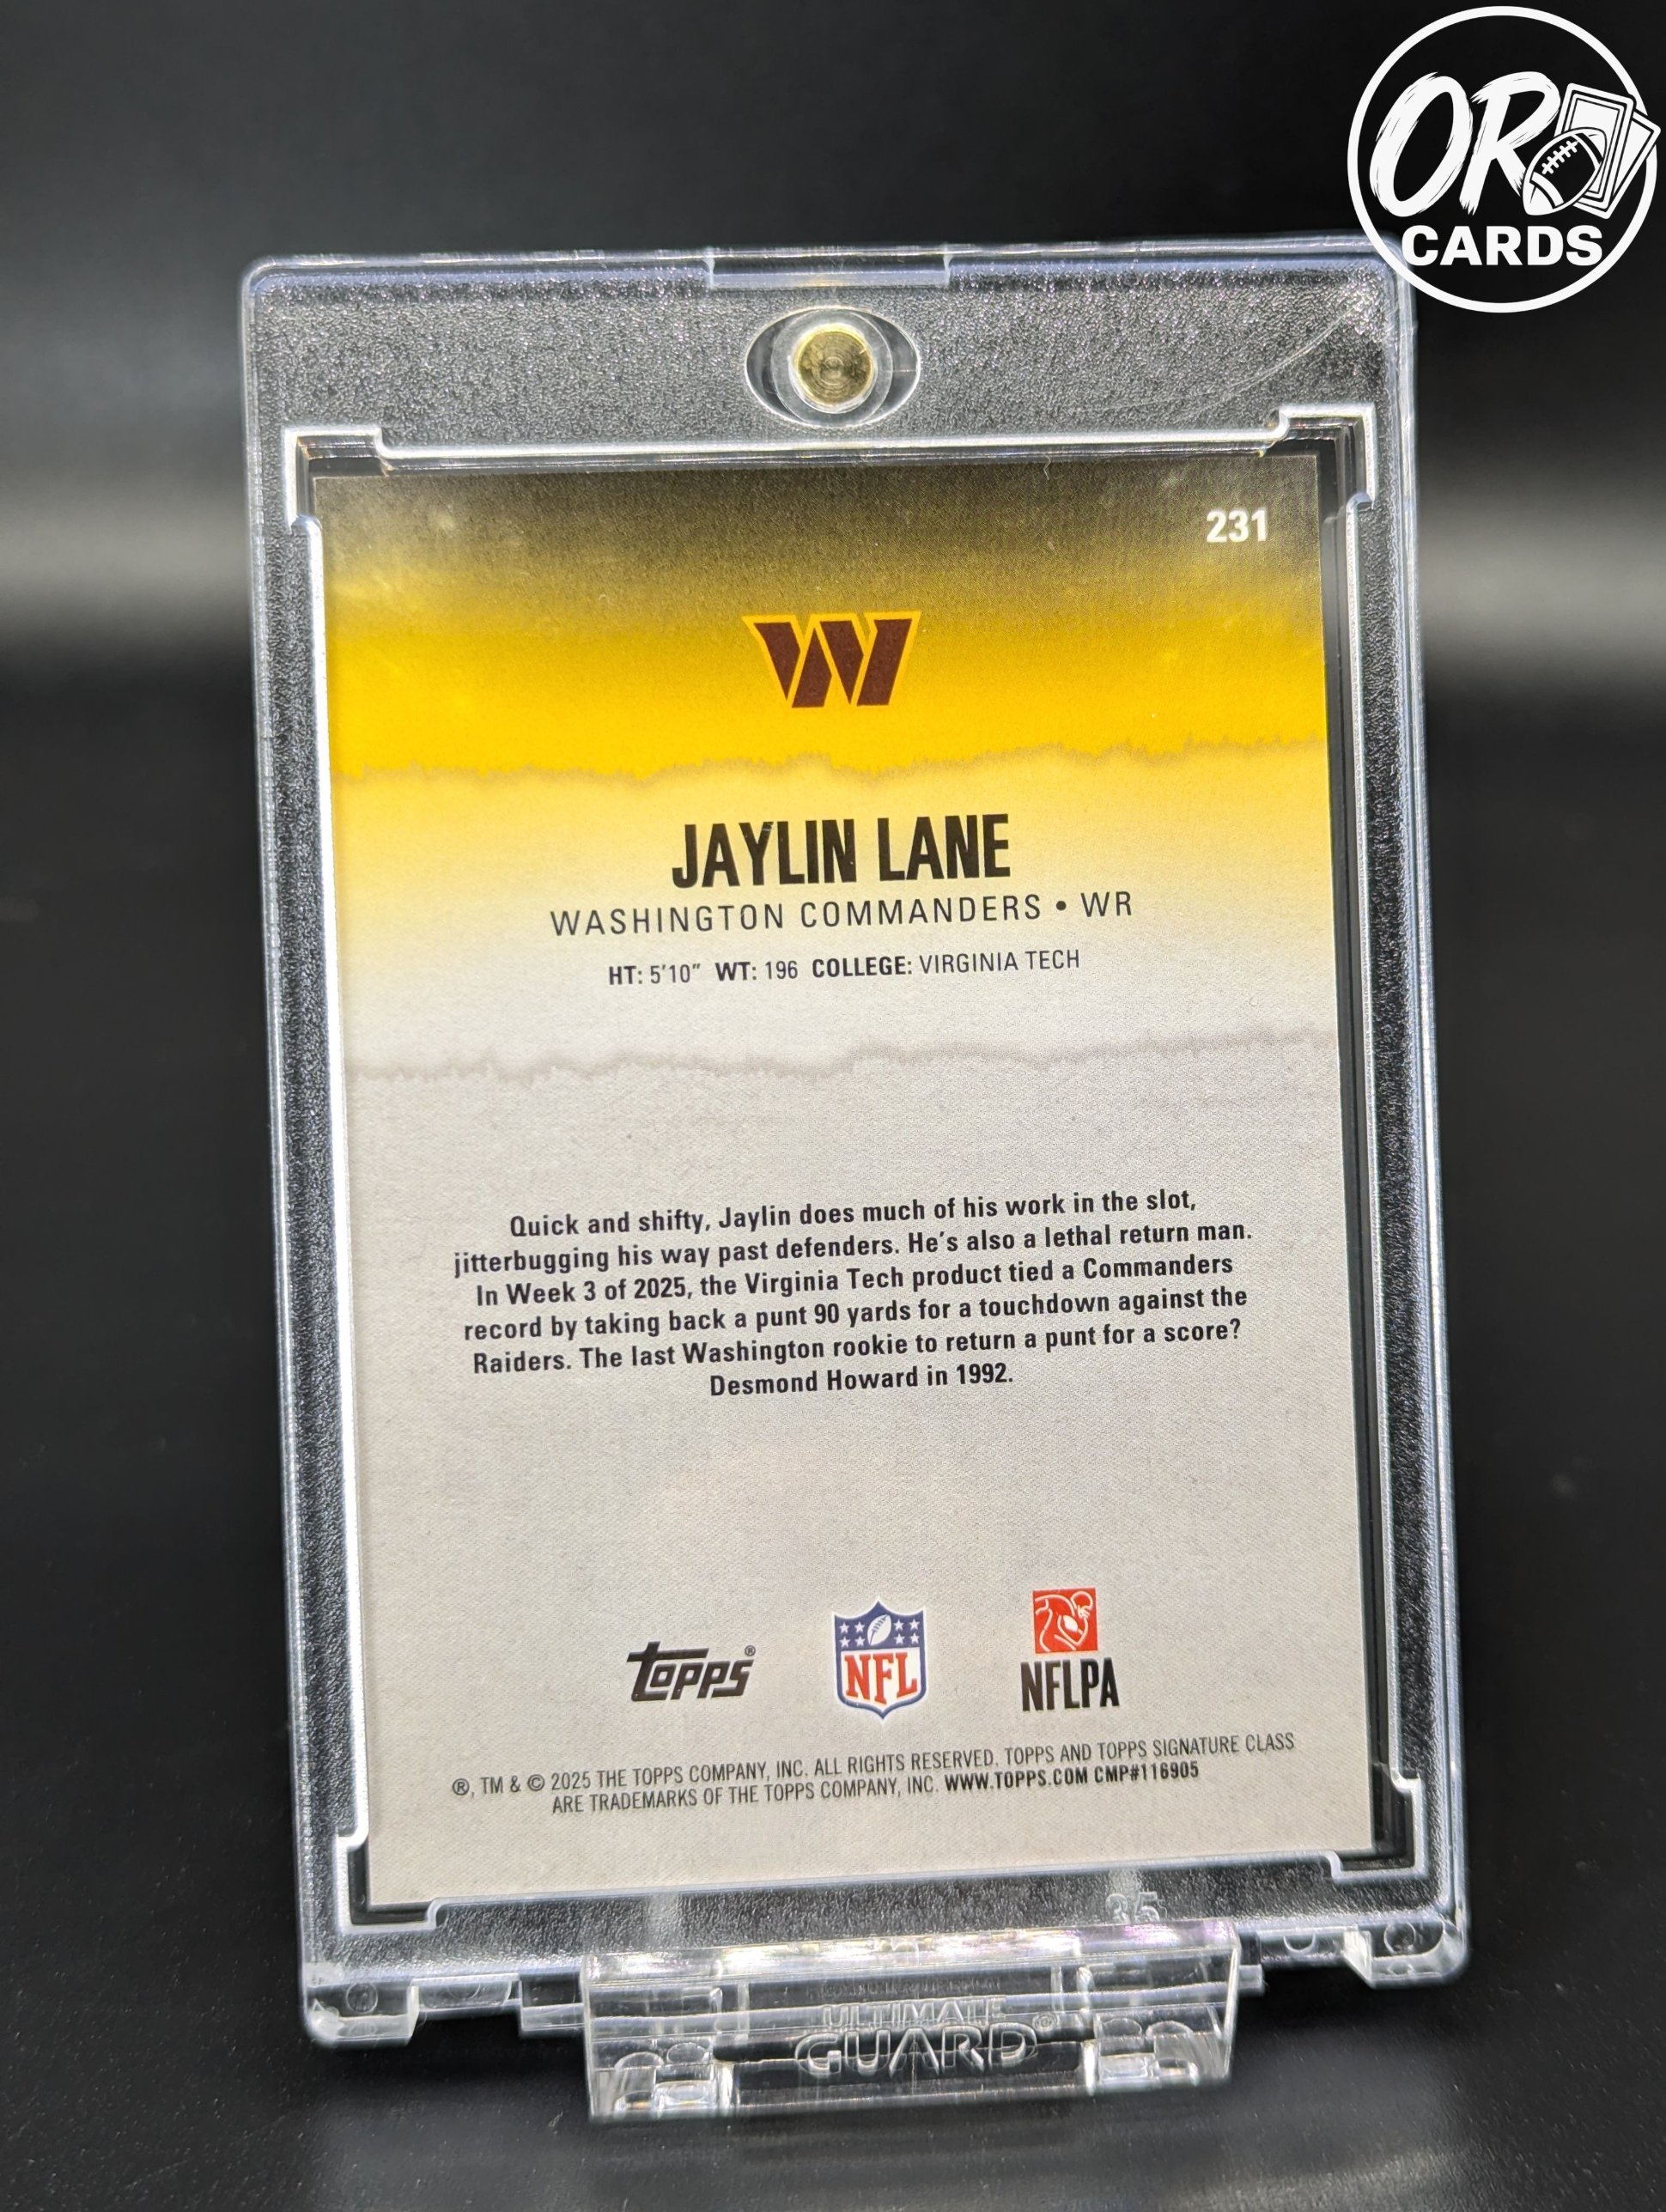 OR
CARDS
231
W
JAYLIN LANE
WASHINGTON COMMANDERS • WR
HT: 5'10" WT: 196 COLLEGE: VIRGINIA TECH
Quick and shifty, Jaylin does much of his work in the slot,
jitterbugging his way past defenders. He's also a lethal return man.
In Week 3 of 2025, the Virginia Tech product tied a Commanders
record by taking back a punt 90 yards for a touchdown against the
Raiders. The last Washington rookie to return a punt for a score?
Desmond Howard in 1992.
topps® NFL NFLPA
®, TM & © 2025 THE TOPPS COMPANY, INC. ALL RIGHTS RESERVED. TOPPS AND TOPPS SIGNATURE CLASS
ARE TRADEMARKS OF THE TOPPS COMPANY, INC. WWW.TOPPS.COM CMP#116905
35
ULTIMATE
GUARD®